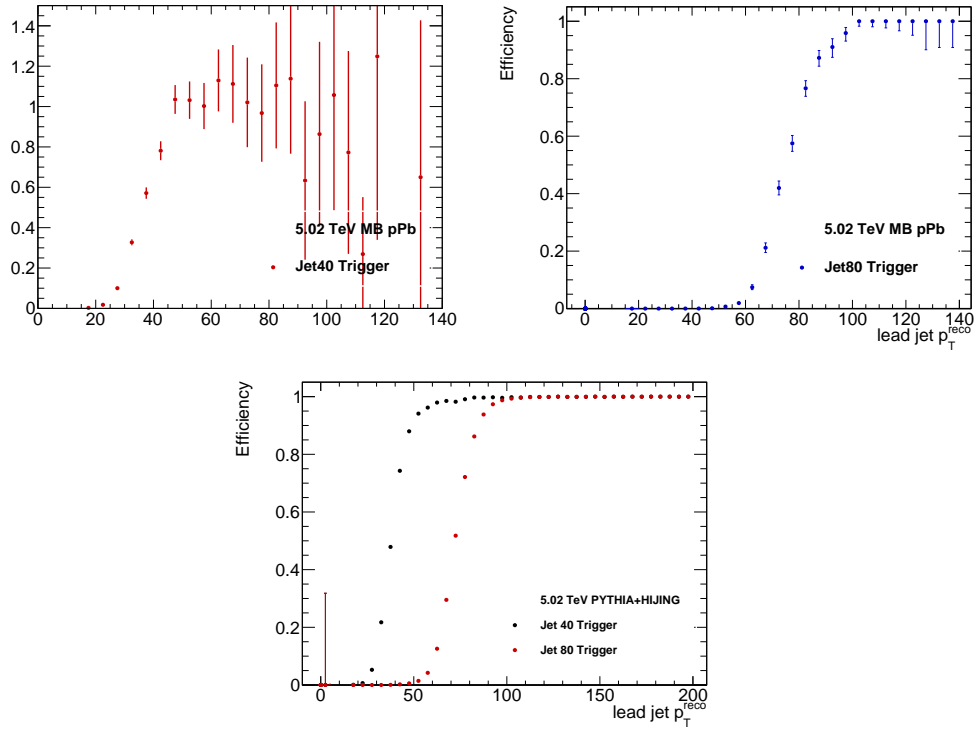 1.4
1.2
1
0.8
0.6
0.4
0.2
0
0 20 40 60 80 100 120 140
5.02 TeV MB pPb
Jet40 Trigger
Efficiency
1
0.8
0.6
0.4
0.2
0
0 20 40 60 80 100 120 140
5.02 TeV MB pPb
Jet80 Trigger
lead jet p_T^reco
Efficiency
1
0.8
0.6
0.4
0.2
0
0 50 100 150 200
5.02 TeV PYTHIA+HIJING
Jet 40 Trigger
Jet 80 Trigger
lead jet p_T^reco